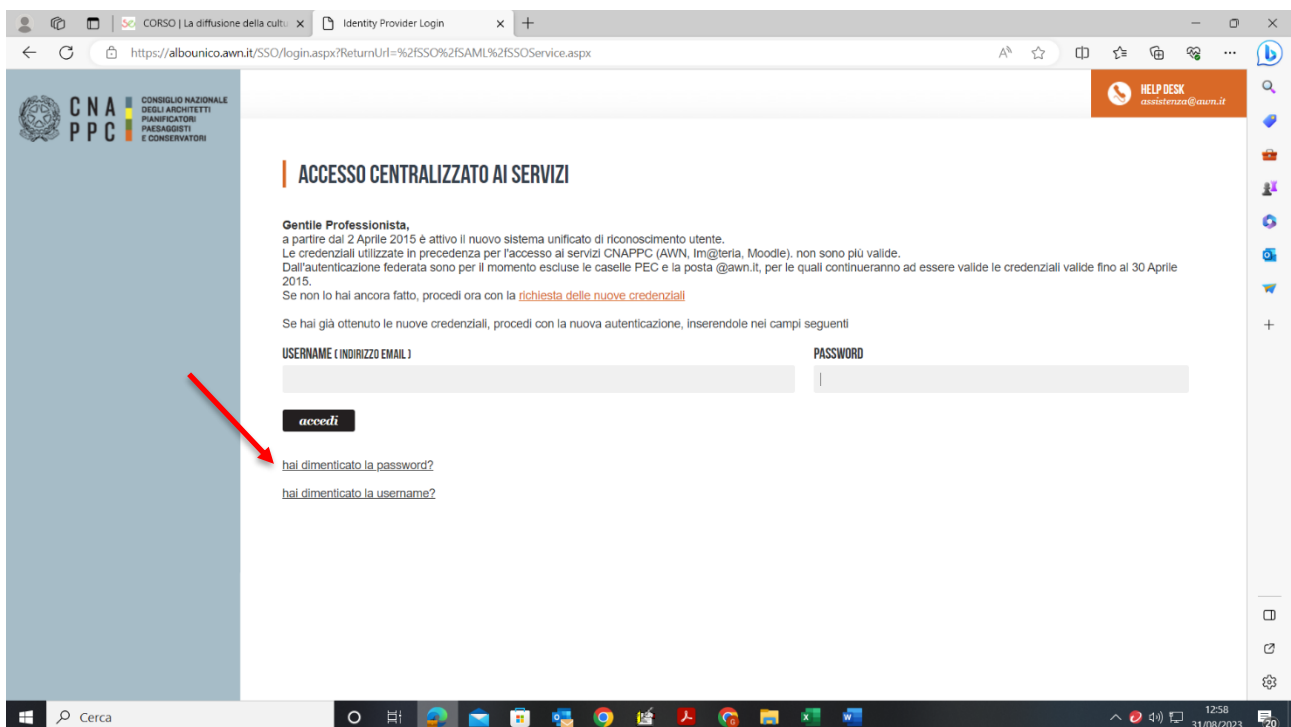 CORSO | La diffusione della cultu
Identity Provider Login
https://albounico.awn.it/SSO/login.aspx?ReturnUrl=%2fSSO%2fSAML%2fSSOService.aspx
CNA
PPC
CONSIGLIO NAZIONALE
DEGLI ARCHITETTI
PIANIFICATORI
PAESAGGISTI
E CONSERVATORI
HELP DESK
assistenza@awn.it
ACCESSO CENTRALIZZATO AI SERVIZI
Gentile Professionista,
a partire dal 2 Aprile 2015 è attivo il nuovo sistema unificato di riconoscimento utente.
Le credenziali utilizzate in precedenza per l'accesso ai servizi CNAPPC (AWN, Im@teria, Moodle). non sono più valide.
Dall'autenticazione federata sono per il momento escluse le caselle PEC e la posta @awn.it, per le quali continueranno ad essere valide le credenziali valide fino al 30 Aprile
2015.
Se non lo hai ancora fatto, procedi ora con la richiesta delle nuove credenziali
Se hai già ottenuto le nuove credenziali, procedi con la nuova autenticazione, inserendole nei campi seguenti
USERNAME ( INDIRIZZO EMAIL )
PASSWORD
accedi
hai dimenticato la password?
hai dimenticato la username?
Cerca
12:58
31/08/2023
20